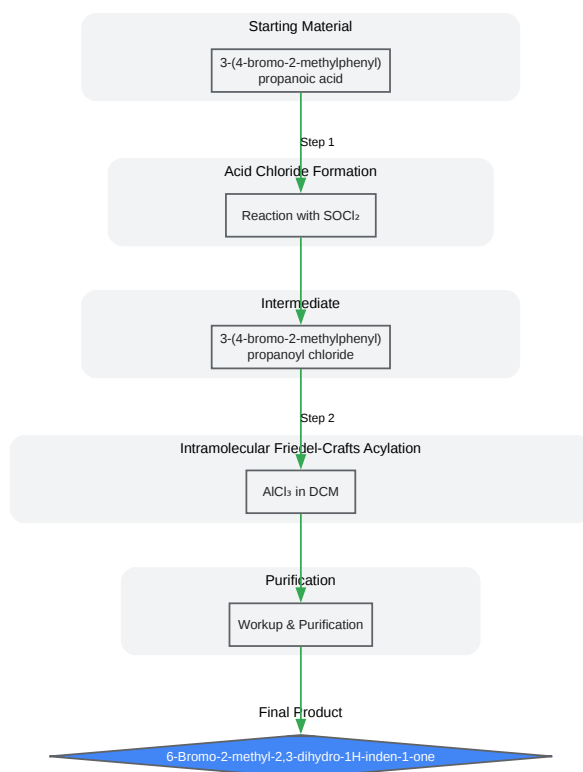 Starting Material
3-(4-bromo-2-methylphenyl)
propanoic acid
Step 1
Acid Chloride Formation
Reaction with SOCl₂
Intermediate
3-(4-bromo-2-methylphenyl)
propanoyl chloride
Step 2
Intramolecular Friedel-Crafts Acylation
AlCl₃ in DCM
Purification
Workup & Purification
Final Product
6-Bromo-2-methyl-2,3-dihydro-1H-inden-1-one